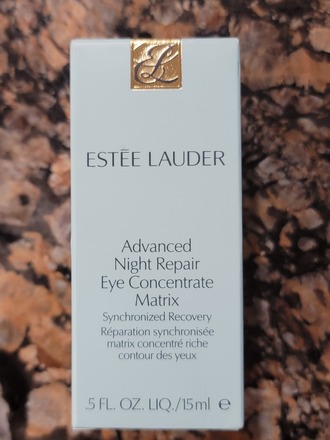 EL
ESTĒE LAUDER
Advanced
Night Repair
Eye Concentrate
Matrix
Synchronized Recovery
Réparation synchronisée
matrix concentré riche
contour des yeux
.5 FL. OZ. LIQ./15ml ℮